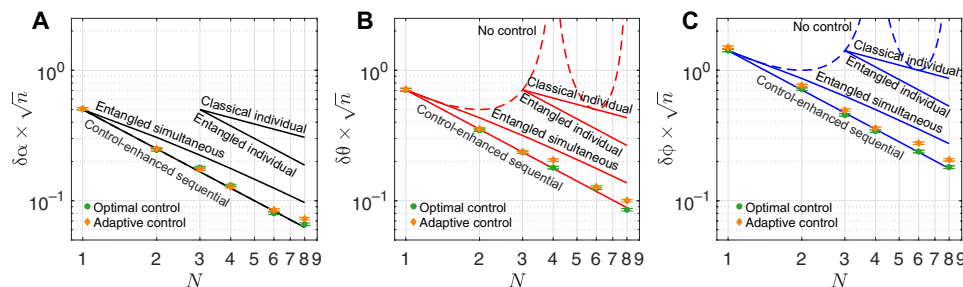 A
δα × √n
10⁰
10⁻¹
Classical individual
Entangled individual
Entangled simultaneous
Control-enhanced sequential
Optimal control
Adaptive control
1 2 3 4 5 6 7 8 9
N
B
δθ × √n
10⁰
10⁻¹
No control
Classical individual
Entangled individual
Entangled simultaneous
Control-enhanced sequential
Optimal control
Adaptive control
1 2 3 4 5 6 7 8 9
N
C
δϕ × √n
10⁰
10⁻¹
No control
Classical individual
Entangled individual
Entangled simultaneous
Control-enhanced sequential
Optimal control
Adaptive control
1 2 3 4 5 6 7 8 9
N